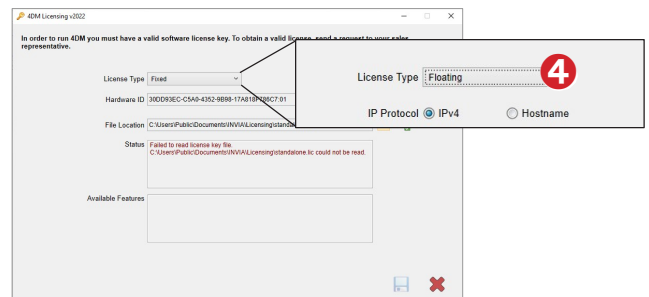 4DM Licensing v2022
In order to run 4DM you must have a valid software license key. To obtain a valid license, send a request to your sales
representative.
License Type Fixed
Hardware ID 30DD93EC-C5A0-4352-9B98-17A818F786C7:01
File Location C:\Users\Public\Documents\INVIA\Licensing\standal
Status Failed to read license key file.
C:\Users\Public\Documents\INVIA\Licensing\standalone.lic could not be read.
Available Features
License Type Floating
4
IP Protocol IPv4 Hostname